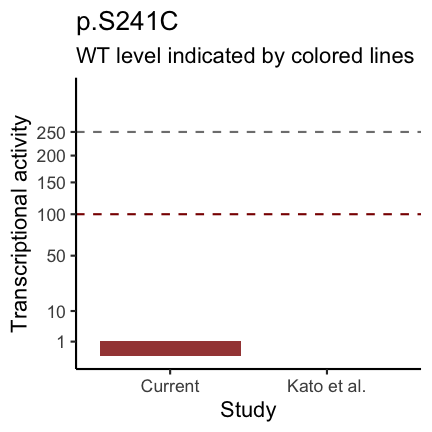 p.S241C
WT level indicated by colored lines
Transcriptional activity
250
200
150
100
50
10
1
Current
Kato et al.
Study